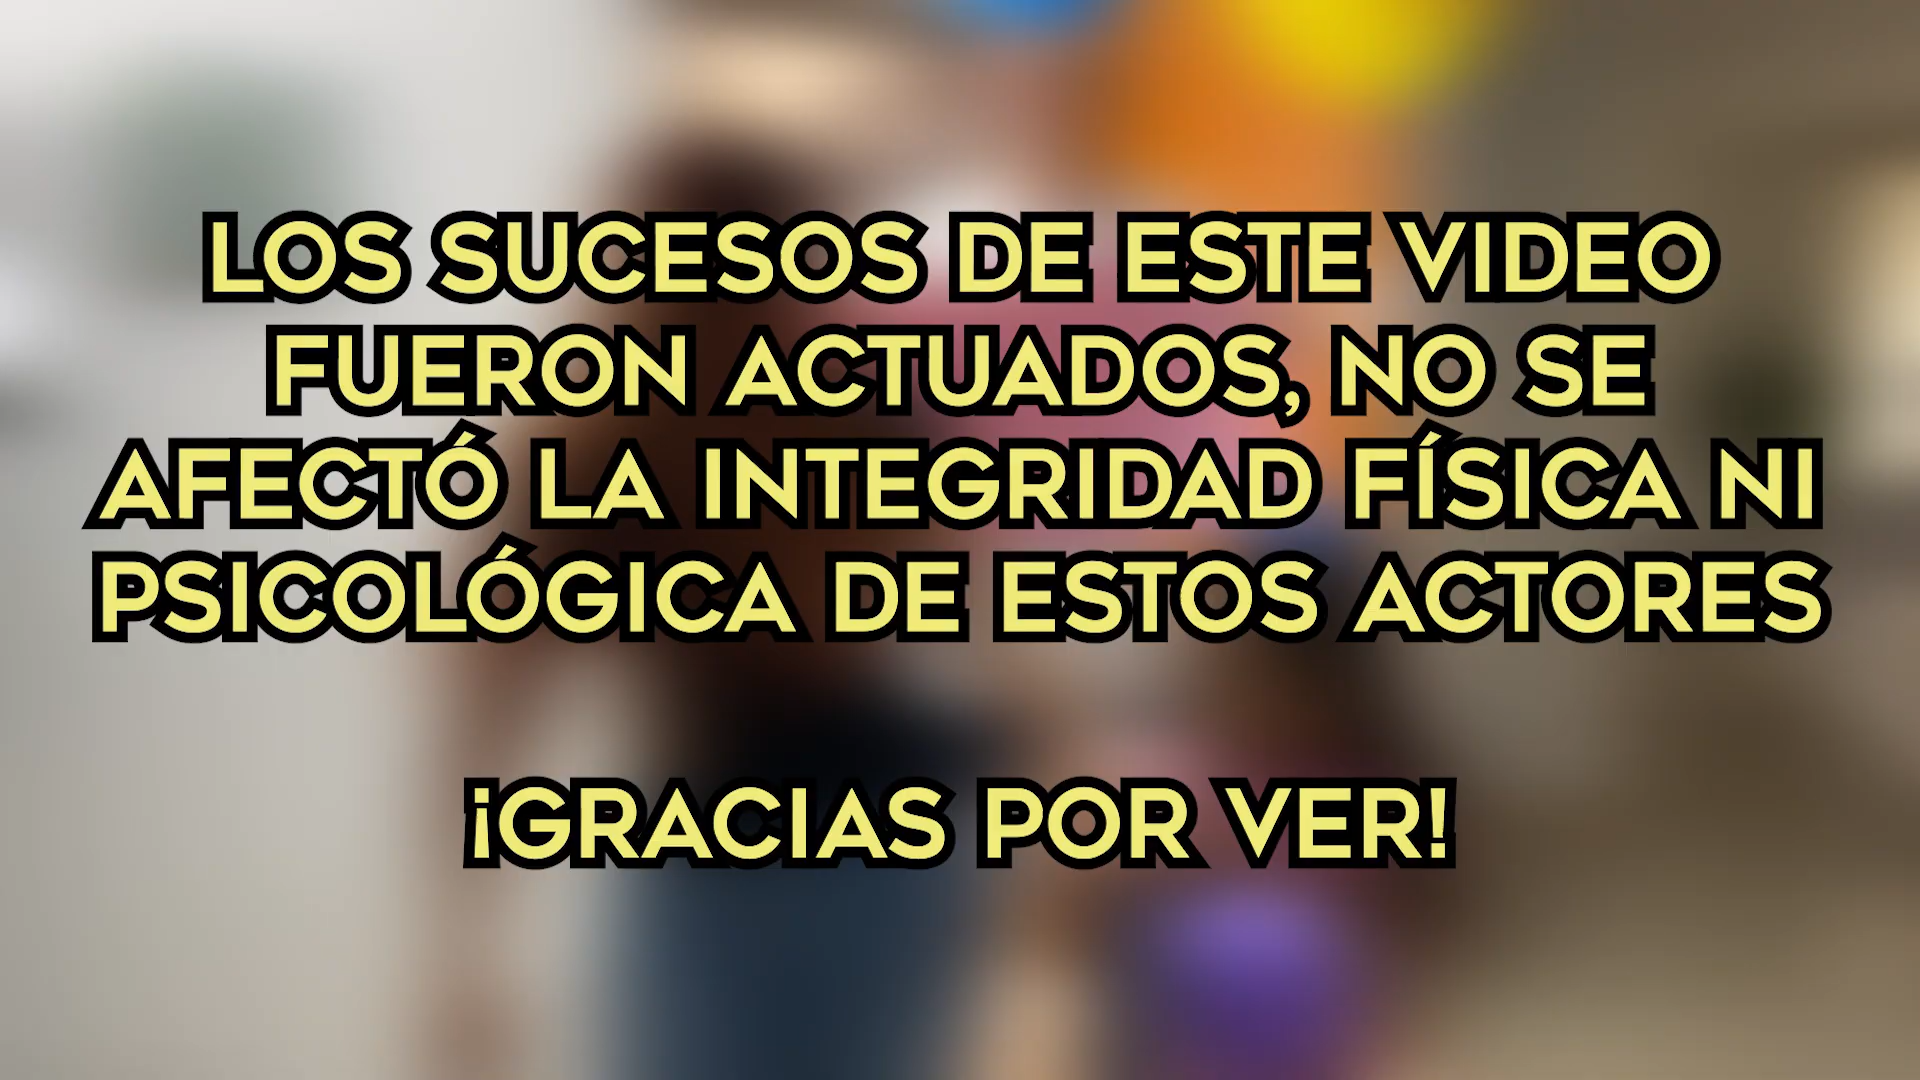 LOS SUCESOS DE ESTE VIDEO
FUERON ACTUADOS, NO SE
AFECTÓ LA INTEGRIDAD FÍSICA NI
PSICOLÓGICA DE ESTOS ACTORES
¡GRACIAS POR VER!